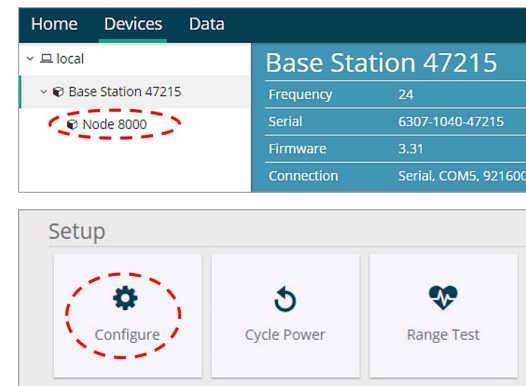 Home Devices Data
local
Base Station 47215
Node 8000
Base Station 47215
Frequency 24
Serial 6307-1040-47215
Firmware 3.31
Connection Serial, COM5, 921600
Setup
Configure Cycle Power Range Test